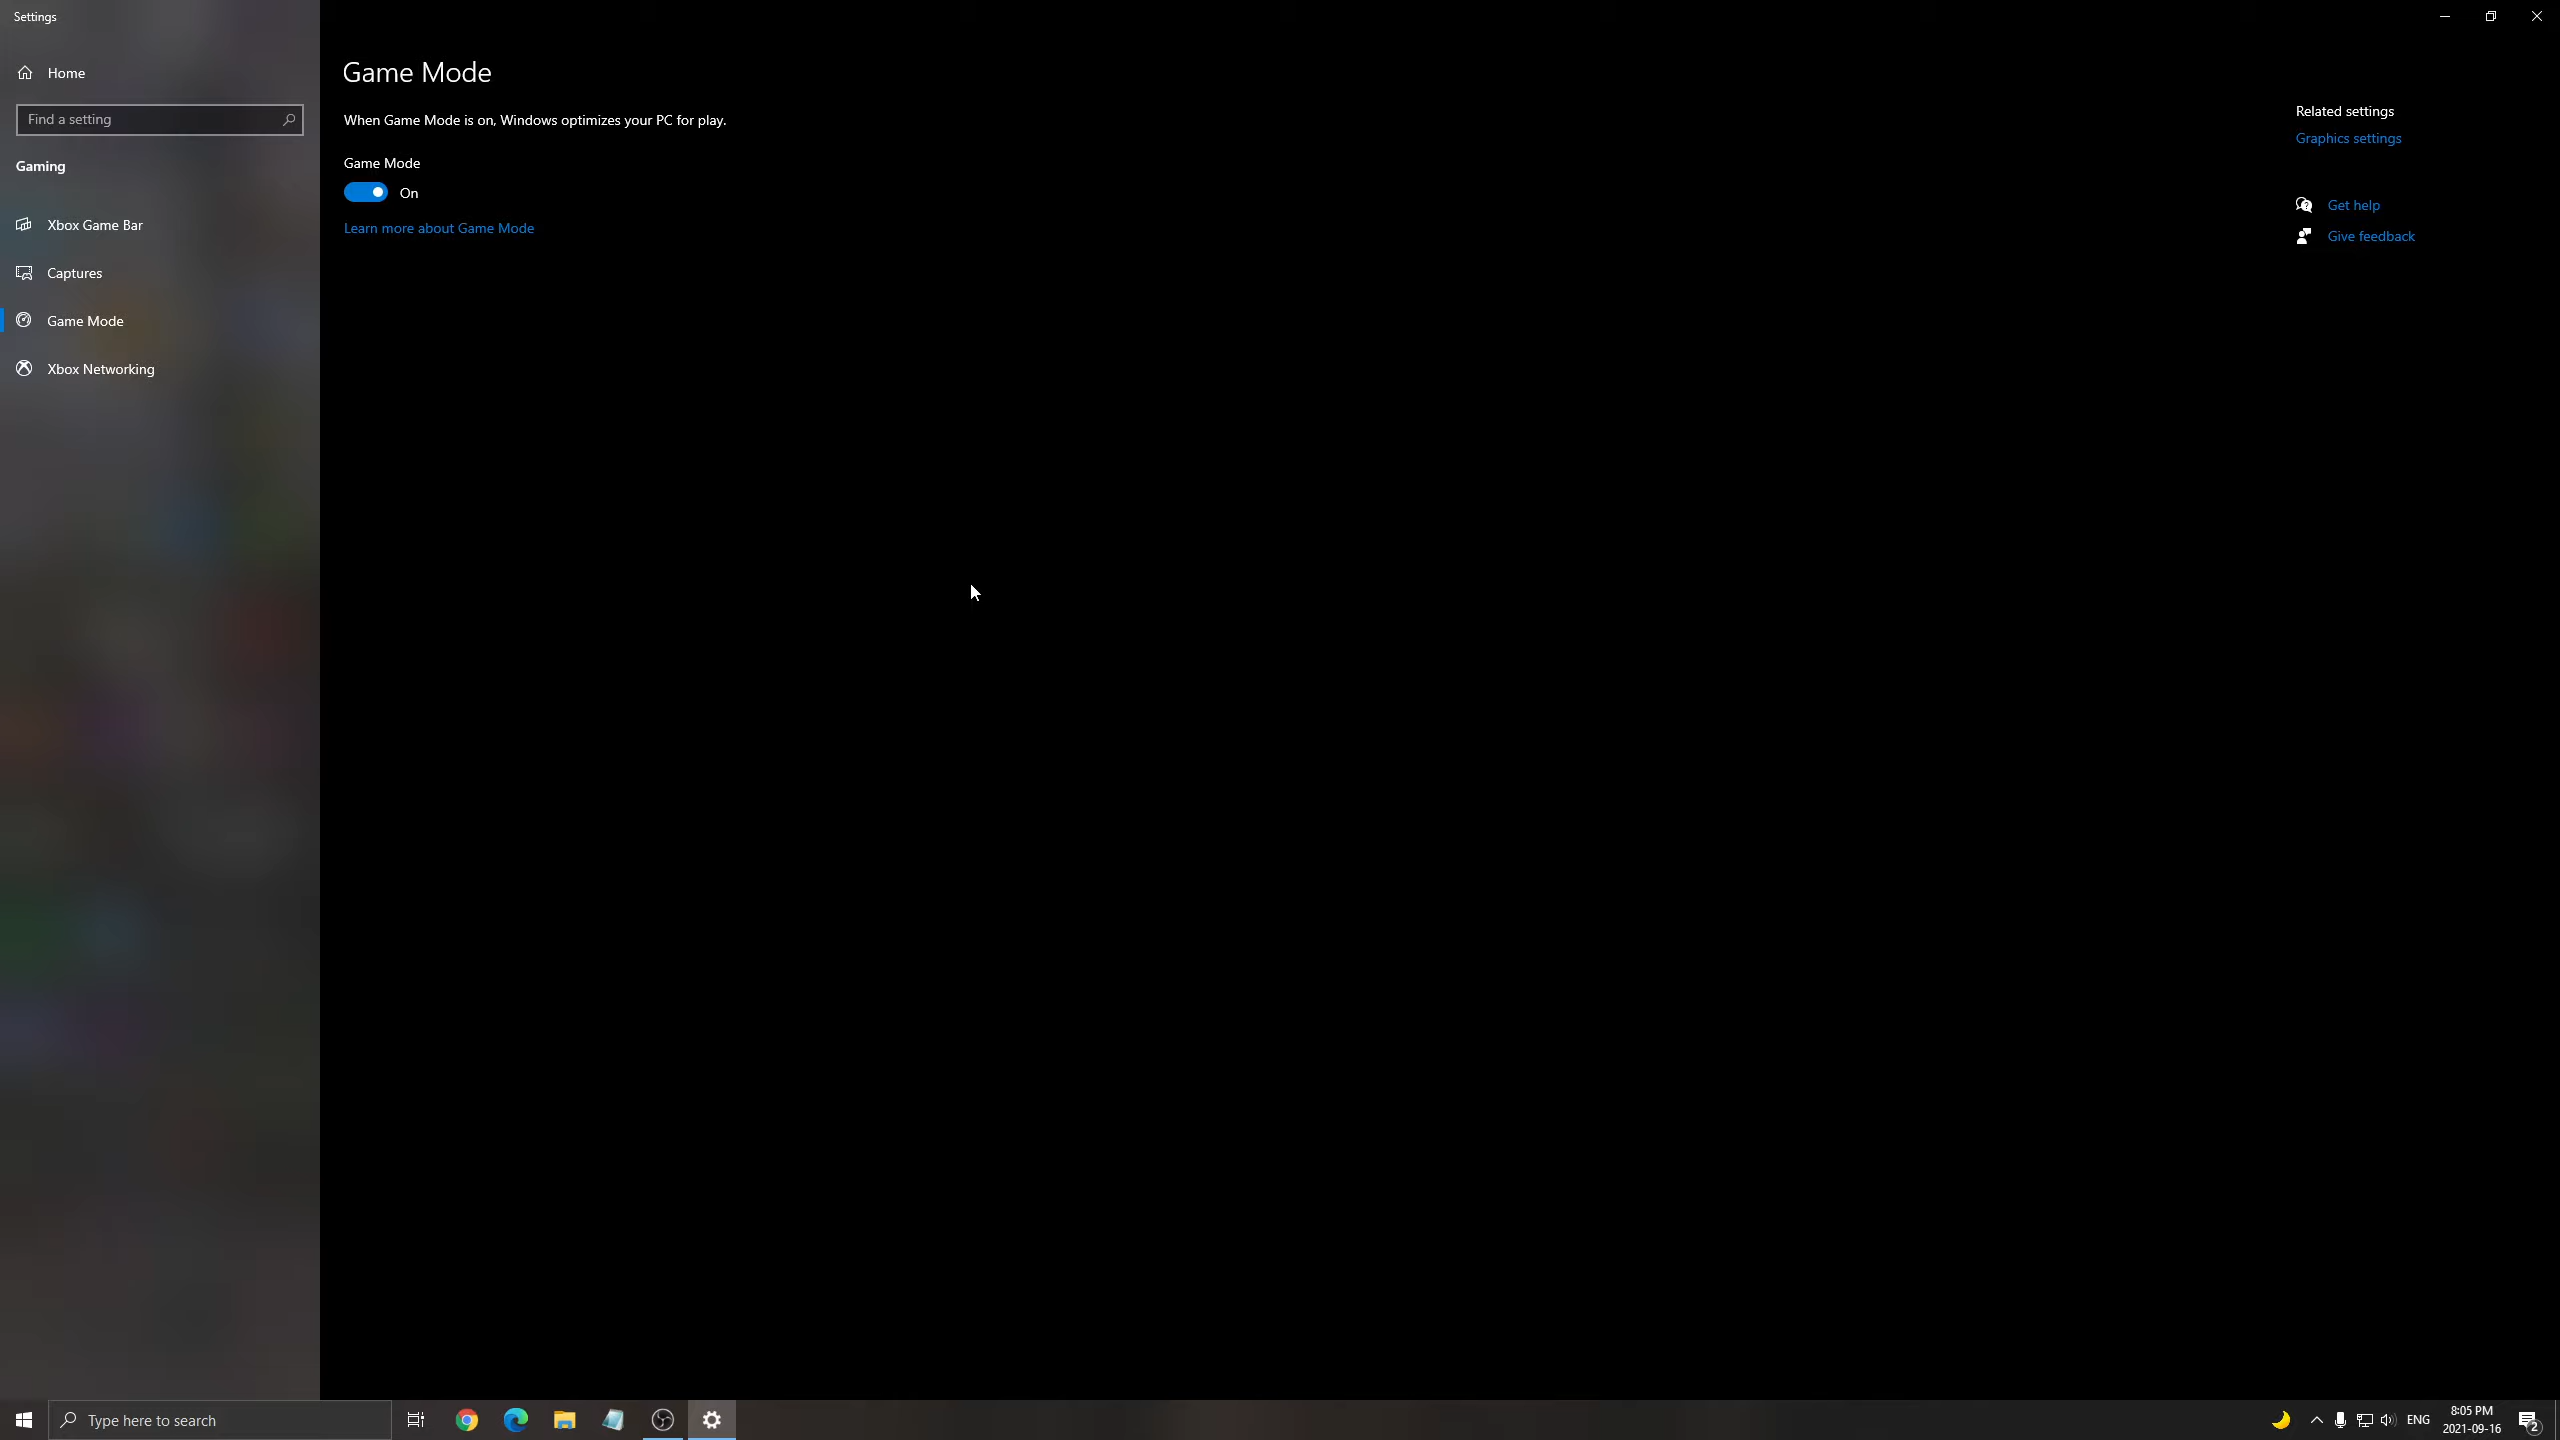 Settings
Home
Find a setting
Gaming
Xbox Game Bar
Captures
Game Mode
Xbox Networking
Game Mode
When Game Mode is on, Windows optimizes your PC for play.
Game Mode
On
Learn more about Game Mode
Related settings
Graphics settings
Get help
Give feedback
Type here to search
ENG
8:05 PM
2021-09-16
2